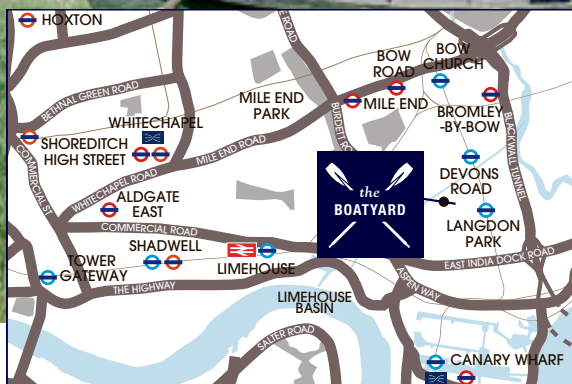 HOXTON
E ROAD
BOW
ROAD
BOW
CHURCH
BETHNAL GREEN ROAD
MILE END
PARK
MILE END
BROMLEY
-BY-BOW
WHITECHAPEL
SHOREDITCH
HIGH STREET
MILE END ROAD
BURDETT RO
BLACKWALL TUNNEL
COMMERCIAL ST
WHITECHAPEL ROAD
the
BOATYARD
DEVONS
ROAD
ALDGATE
EAST
LANGDON
PARK
COMMERCIAL ROAD
SHADWELL
LIMEHOUSE
TOWER
GATEWAY
EAST INDIA DOCK ROAD
THE HIGHWAY
ASPEN WAY
LIMEHOUSE
BASIN
SALTER ROAD
CANARY WHARF